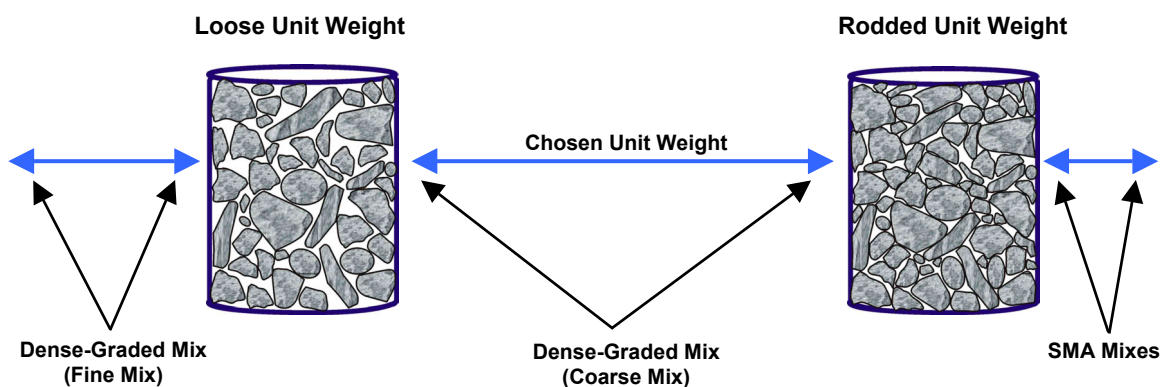 Loose Unit Weight
Rodded Unit Weight
Chosen Unit Weight
Dense-Graded Mix
(Fine Mix)
Dense-Graded Mix
(Coarse Mix)
SMA Mixes